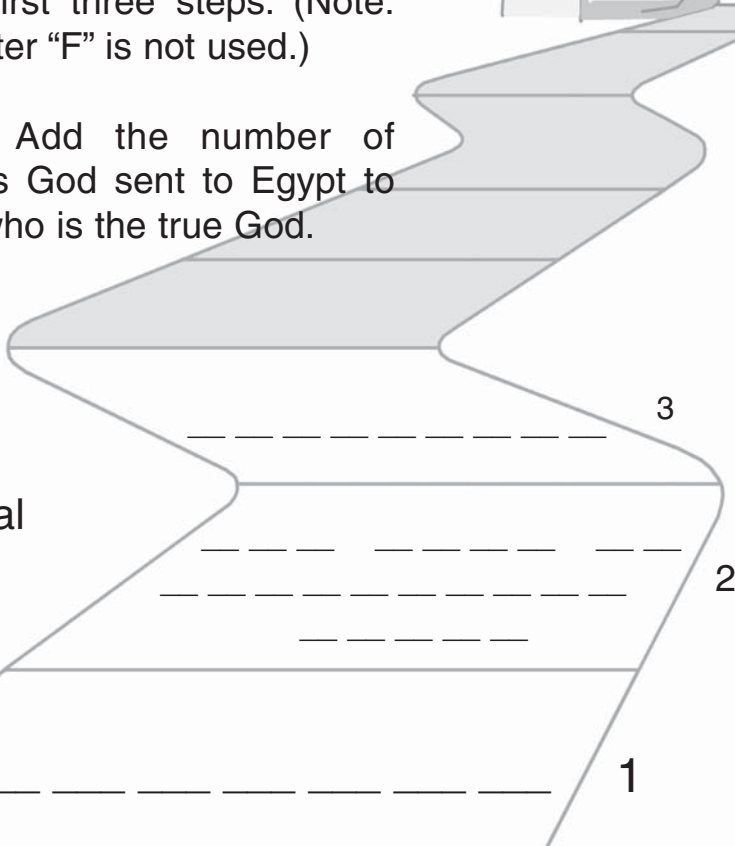 first three steps. (Note:
ter “F” is not used.)
Add the number of
s God sent to Egypt to
who is the true God.
3
al
2
1